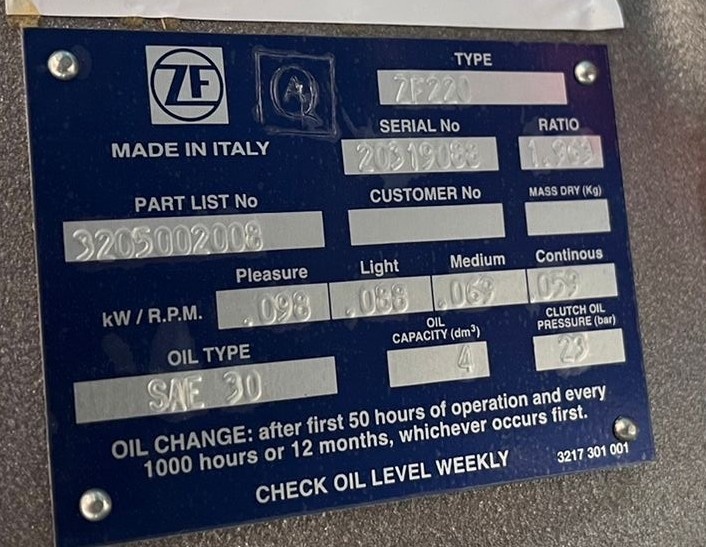 ZF
TYPE
ZF220
MADE IN ITALY
SERIAL No
RATIO
PART LIST No
3205002008
CUSTOMER No
MASS DRY (Kg)
kW / R.P.M.
Pleasure
Light
Medium
Continous
.098
.088
.069
.059
OIL TYPE
SAE 30
OIL
CAPACITY (dm³)
4
CLUTCH OIL
PRESSURE (bar)
23
OIL CHANGE: after first 50 hours of operation and every
1000 hours or 12 months, whichever occurs first.
CHECK OIL LEVEL WEEKLY
3217 301 001